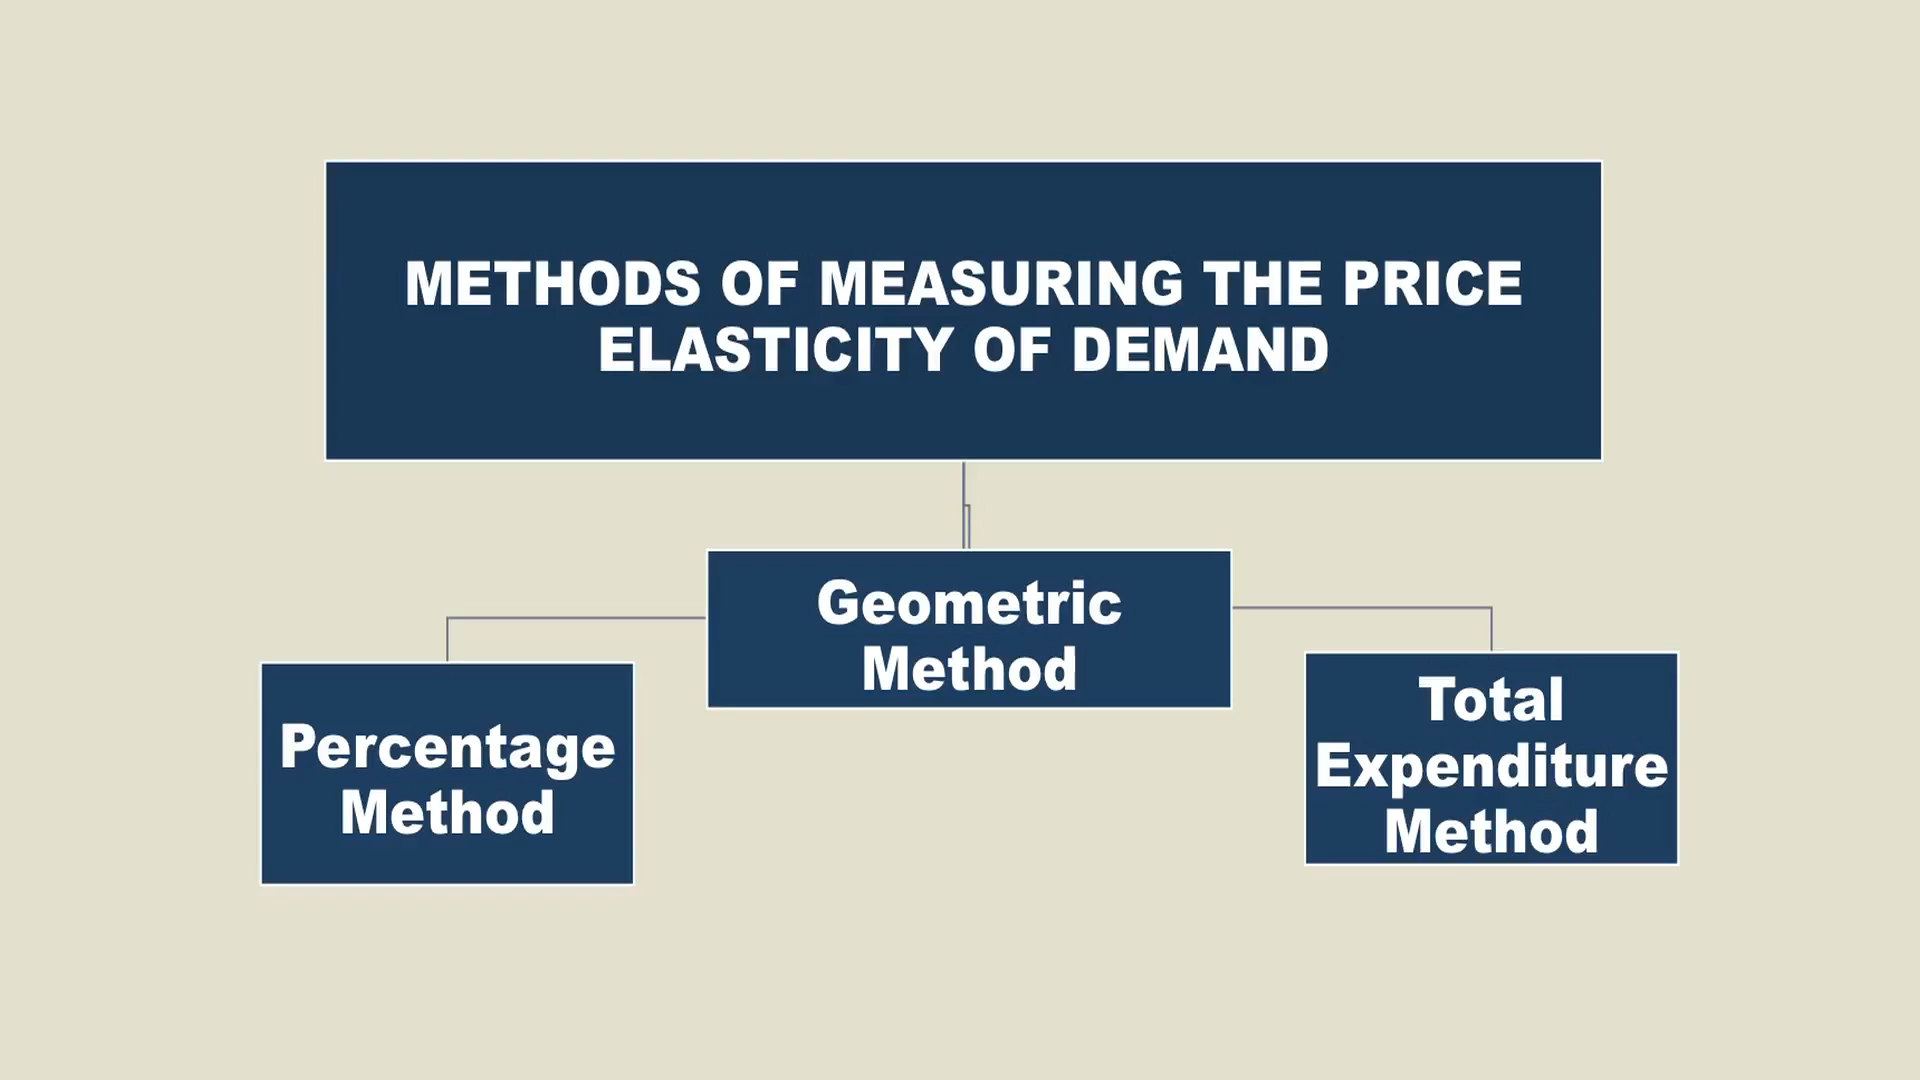 METHODS OF MEASURING THE PRICE
ELASTICITY OF DEMAND
Geometric
Method
Percentage
Method
Total
Expenditure
Method